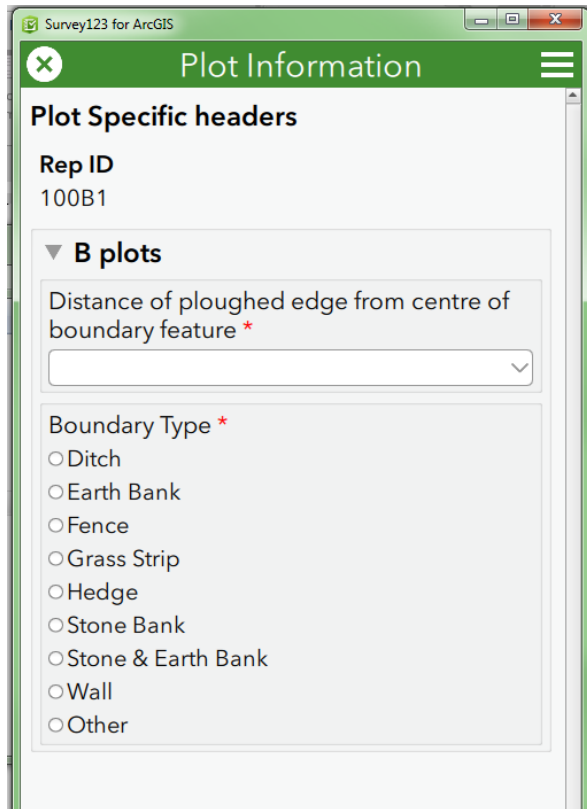 Survey123 for ArcGIS
Plot Information
Plot Specific headers
Rep ID
100B1
B plots
Distance of ploughed edge from centre of
boundary feature *
Boundary Type *
Ditch
Earth Bank
Fence
Grass Strip
Hedge
Stone Bank
Stone & Earth Bank
Wall
Other